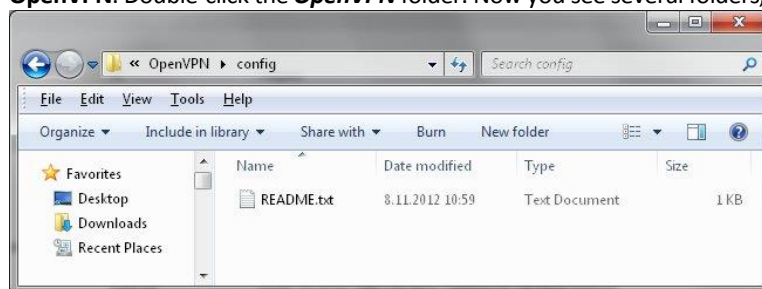 OpenVPN. Double-click the OpenVPN folder. Now you see several folders,
« OpenVPN ▸ config
Search config
File Edit View Tools Help
Organize ▾ Include in library ▾ Share with ▾ Burn New folder
Name Date modified Type Size
Favorites
README.txt 8.11.2012 10:59 Text Document 1 KB
Desktop
Downloads
Recent Places